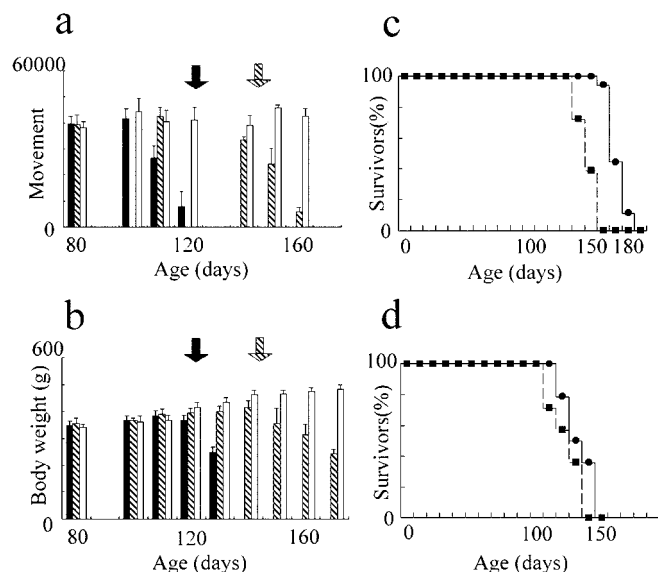 a
60000
Movement
0
80 120 160
Age (days)
b
600
Body weight (g)
0
80 120 160
Age (days)
c
100
Survivors(%)
0
0 100 150 180
Age (days)
d
100
Survivors(%)
0
0 100 150
Age (days)